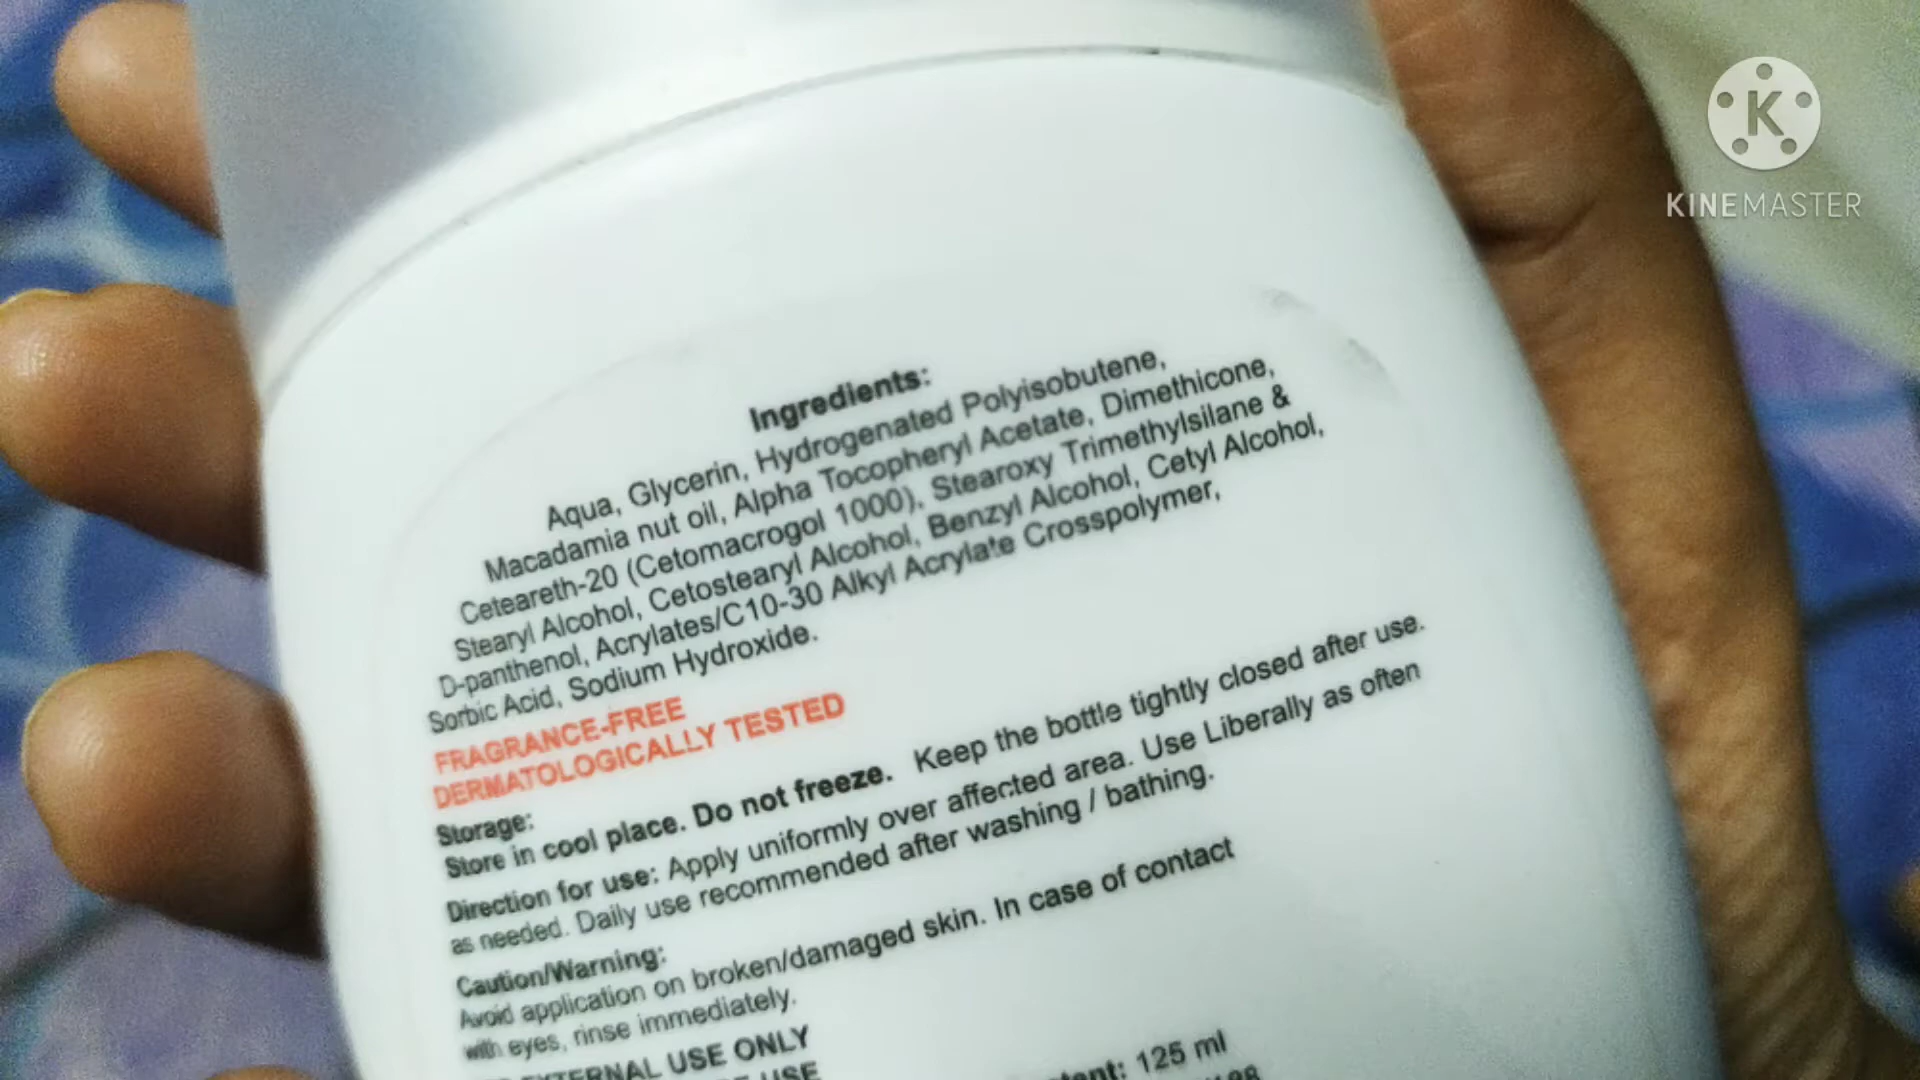 Ingredients:
Aqua, Glycerin, Hydrogenated Polyisobutene,
Macadamia nut oil, Alpha Tocopheryl Acetate, Dimethicone,
Ceteareth-20 (Cetomacrogol 1000), Stearoxy Trimethylsilane &
Stearyl Alcohol, Cetostearyl Alcohol, Benzyl Alcohol, Cetyl Alcohol,
D-panthenol, Acrylates/C10-30 Alkyl Acrylate Crosspolymer,
Sorbic Acid, Sodium Hydroxide.
FRAGRANCE-FREE
DERMATOLOGICALLY TESTED
Storage:
Store in cool place. Do not freeze. Keep the bottle tightly closed after use.
Direction for use: Apply uniformly over affected area. Use Liberally as often
as needed. Daily use recommended after washing / bathing.
Caution/Warning:
Avoid application on broken/damaged skin. In case of contact
with eyes, rinse immediately.
EXTERNAL USE ONLY
USE
125 ml
K
KINEMASTER